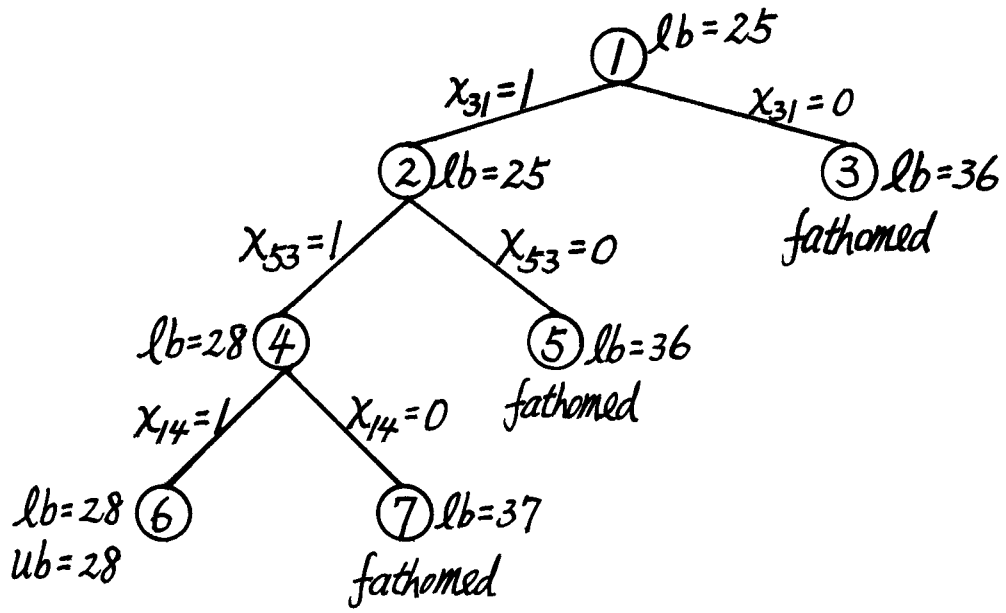 1 lb=25
x₃₁=1
x₃₁=0
2 lb=25
3 lb=36
fathomed
x₅₃=1
x₅₃=0
lb=28 4
5 lb=36
fathomed
x₁₄=1
x₁₄=0
lb=28 6
ub=28
7 lb=37
fathomed